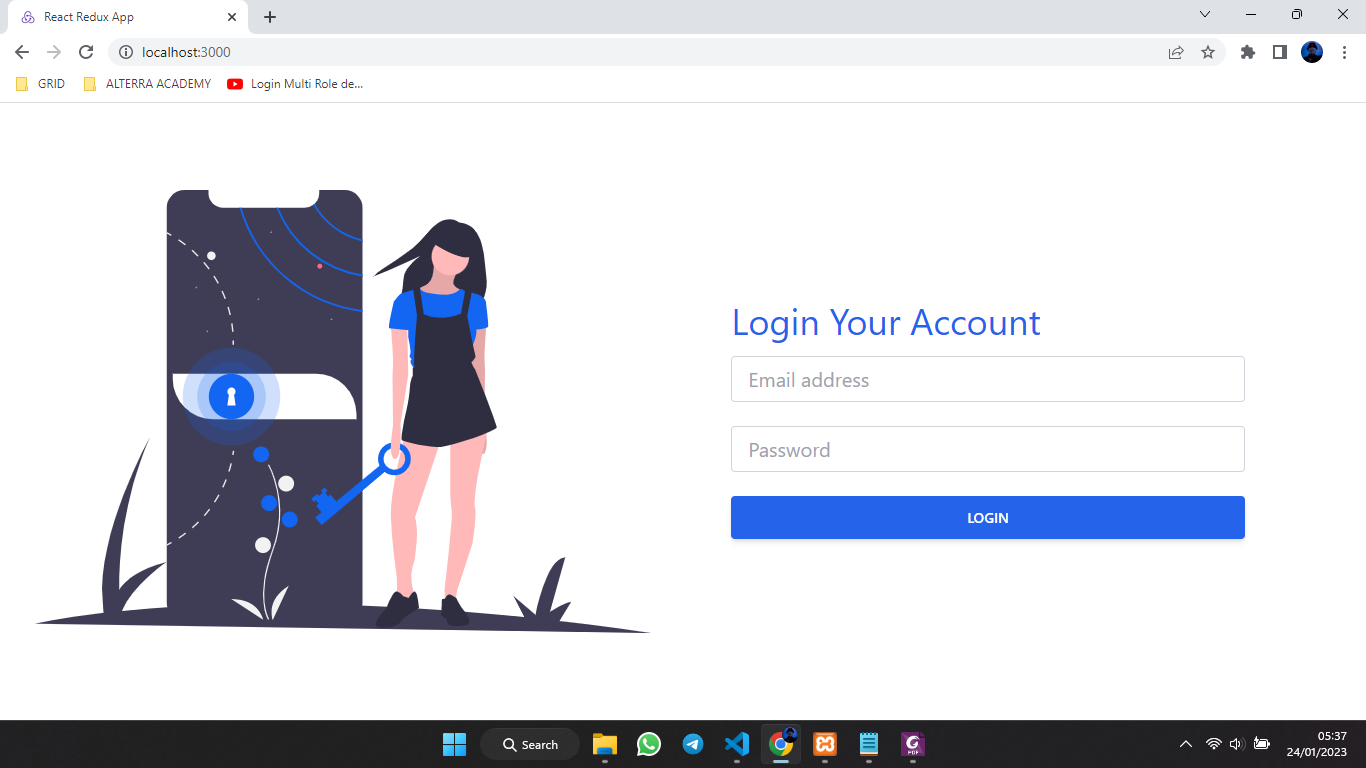 React Redux App
localhost:3000
GRID
ALTERRA ACADEMY
Login Multi Role de...
Login Your Account
Email address
Password
LOGIN
Search
PDF
05:37
24/01/2023